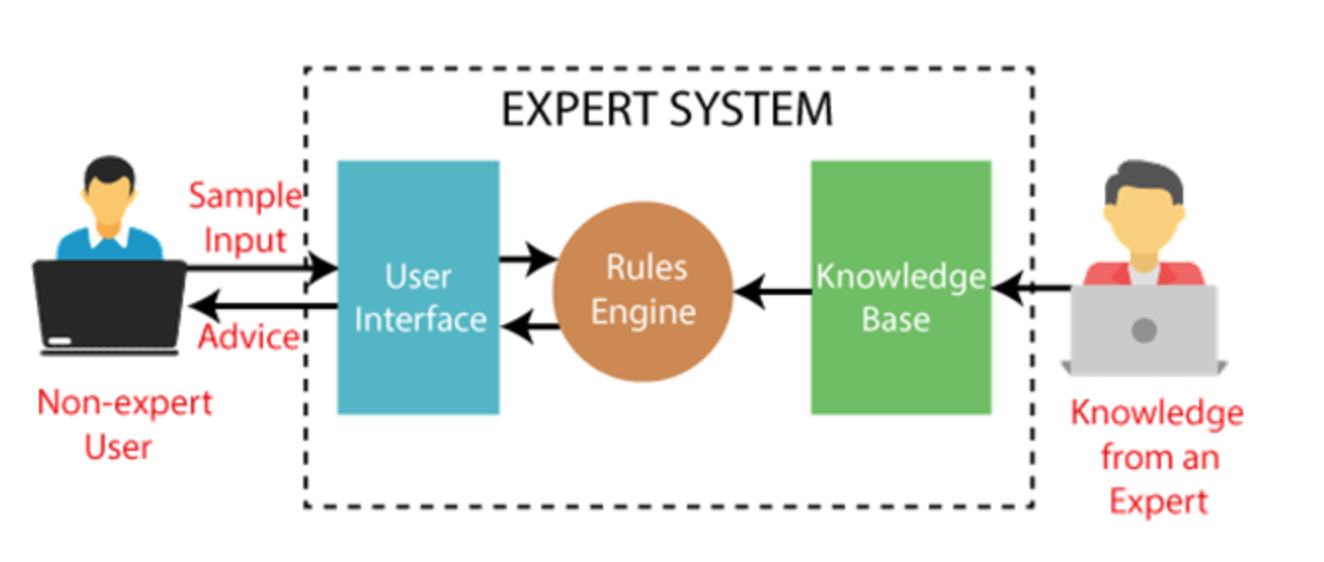 EXPERT SYSTEM
Sample
Input
Advice
Non-expert
User
User
Interface
Rules
Engine
Knowledge
Base
Knowledge
from an
Expert